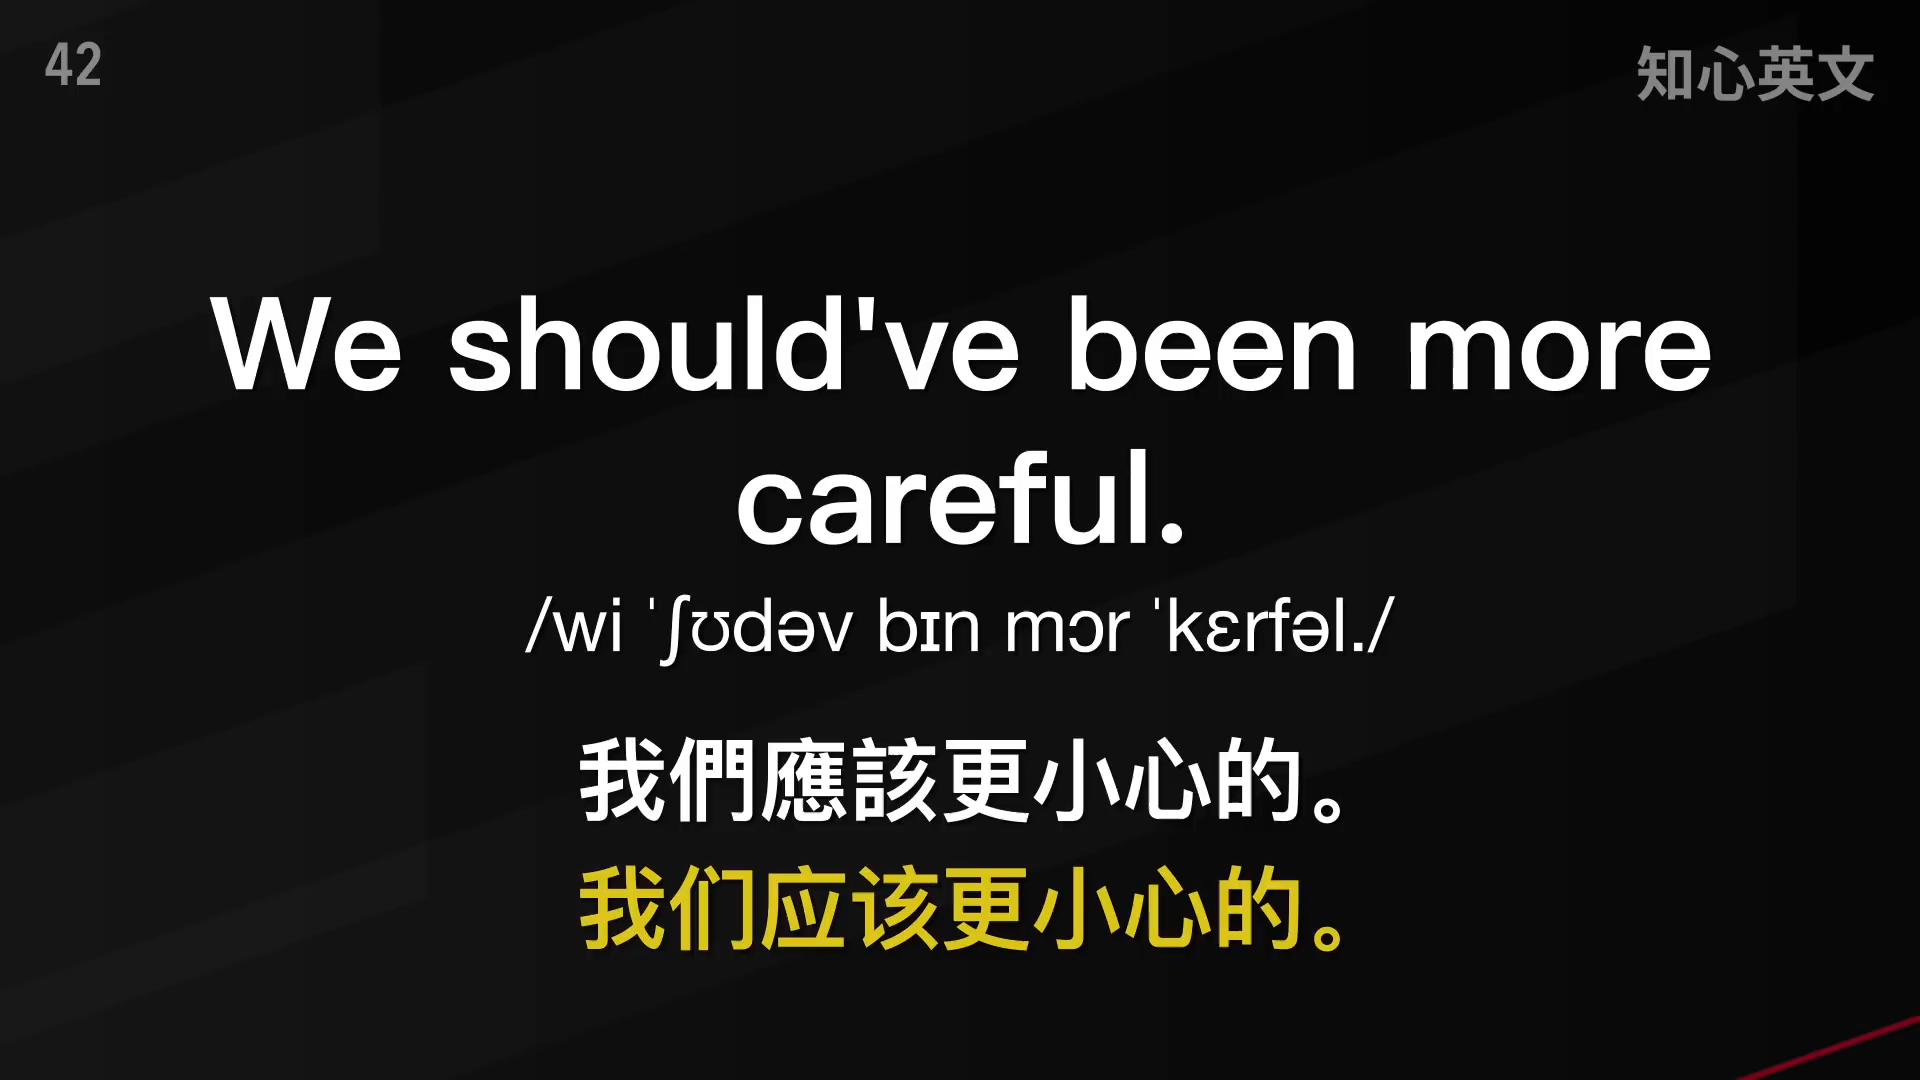 42
知心英文
We should've been more
careful.
/wi ˈʃʊdəv bɪn mɔr ˈkɛrfəl./
我們應該更小心的。
我们应该更小心的。